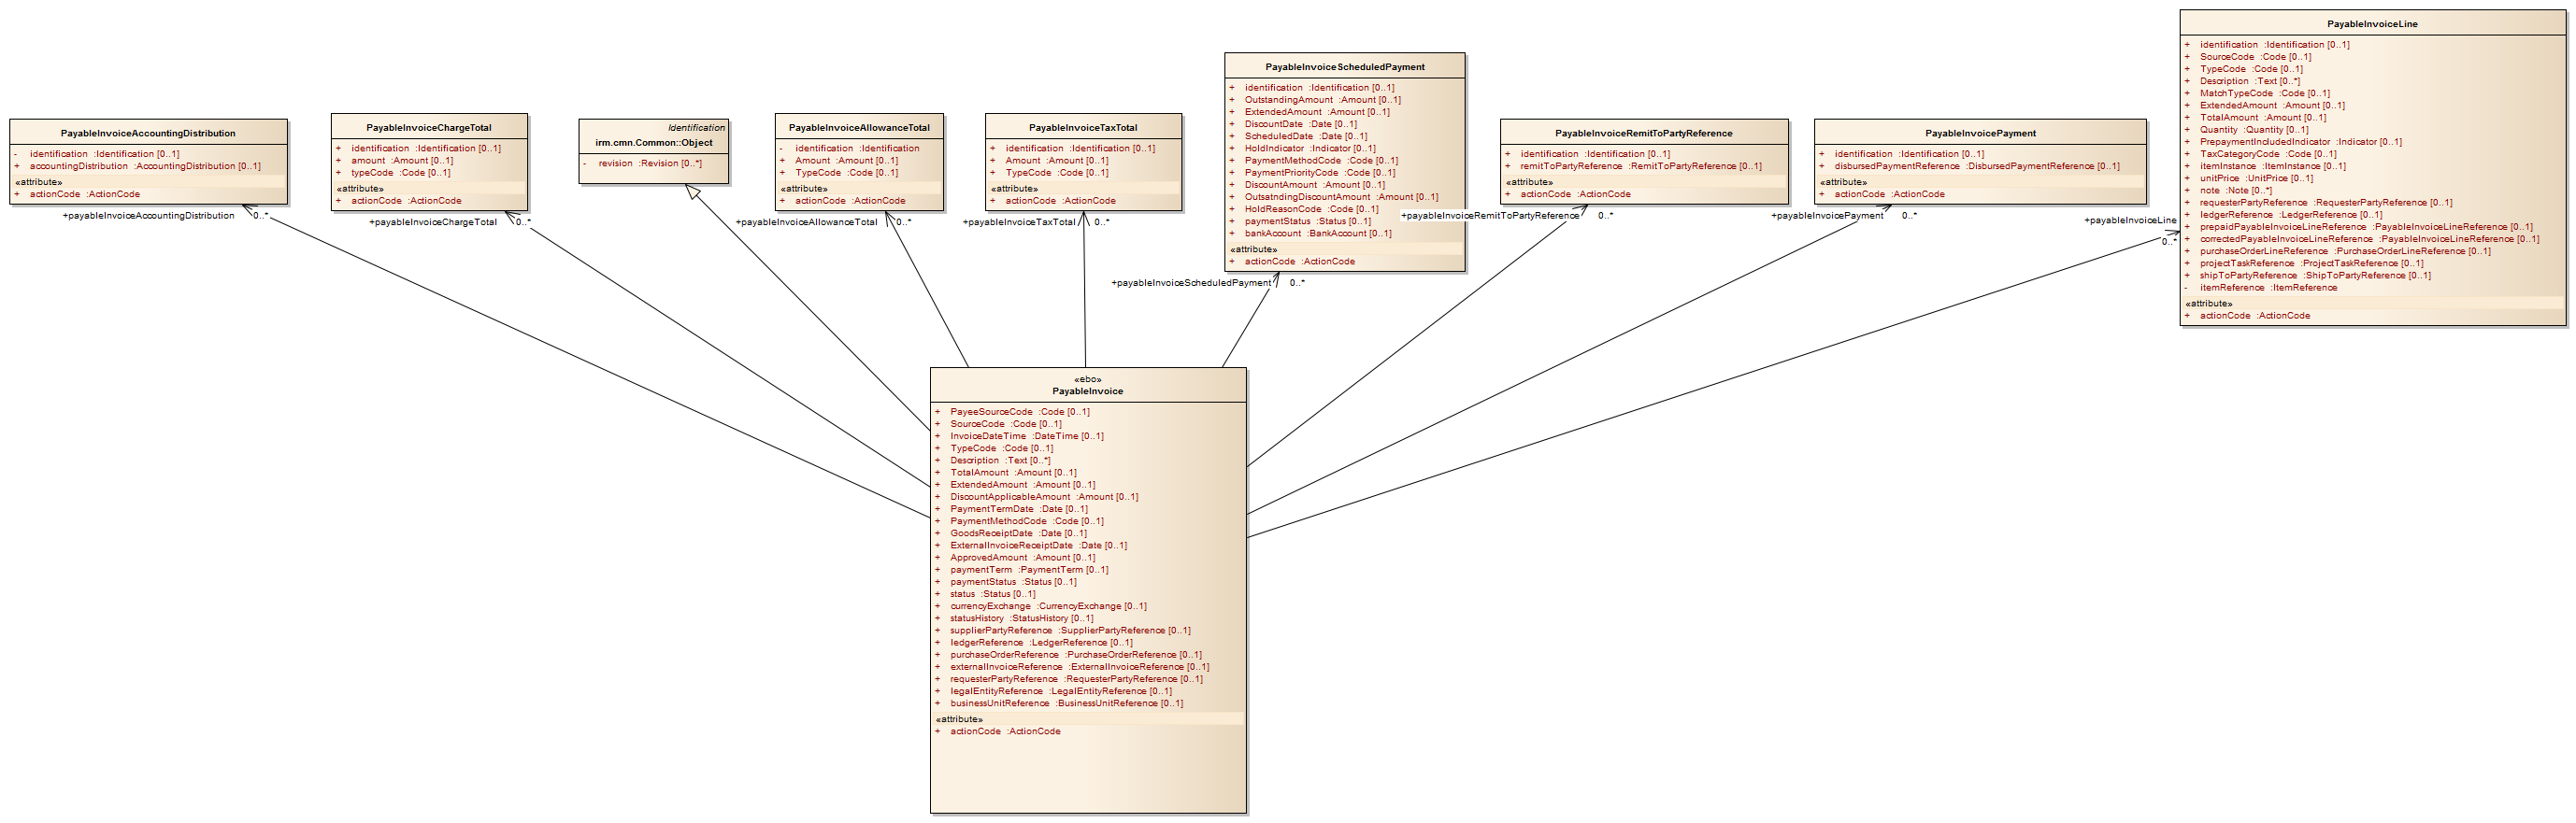 PayableInvoiceAccountingDistribution
- identification :Identification [0..1]
+ accountingDistribution :AccountingDistribution [0..1]
«attribute»
+ actionCode :ActionCode
+payableInvoiceAccountingDistribution 0..*
PayableInvoiceChargeTotal
+ identification :Identification [0..1]
+ amount :Amount [0..1]
+ typeCode :Code [0..1]
«attribute»
+ actionCode :ActionCode
+payableInvoiceChargeTotal 0..*
Identification
irm.cmn.Common::Object
- revision :Revision [0..*]
PayableInvoiceAllowanceTotal
- identification :Identification
+ Amount :Amount [0..1]
+ TypeCode :Code [0..1]
«attribute»
+ actionCode :ActionCode
+payableInvoiceAllowanceTotal 0..*
PayableInvoiceTaxTotal
+ identification :Identification [0..1]
+ Amount :Amount [0..1]
+ TypeCode :Code [0..1]
«attribute»
+ actionCode :ActionCode
+payableInvoiceTaxTotal 0..*
PayableInvoiceScheduledPayment
+ identification :Identification [0..1]
+ OutstandingAmount :Amount [0..1]
+ ExtendedAmount :Amount [0..1]
+ DiscountDate :Date [0..1]
+ ScheduledDate :Date [0..1]
+ HoldIndicator :Indicator [0..1]
+ PaymentMethodCode :Code [0..1]
+ PaymentPriorityCode :Code [0..1]
+ DiscountAmount :Amount [0..1]
+ OutsatndingDiscountAmount :Amount [0..1]
+ HoldReasonCode :Code [0..1]
+ paymentStatus :Status [0..1]
+ bankAccount :BankAccount [0..1]
«attribute»
+ actionCode :ActionCode
+payableInvoiceScheduledPayment 0..*
PayableInvoiceRemitToPartyReference
+ identification :Identification [0..1]
+ remitToPartyReference :RemitToPartyReference [0..1]
«attribute»
+ actionCode :ActionCode
+payableInvoiceRemitToPartyReference 0..*
PayableInvoicePayment
+ identification :Identification [0..1]
+ disbursedPaymentReference :DisbursedPaymentReference [0..1]
«attribute»
+ actionCode :ActionCode
+payableInvoicePayment 0..*
PayableInvoiceLine
+ identification :Identification [0..1]
+ SourceCode :Code [0..1]
+ TypeCode :Code [0..1]
+ Description :Text [0..*]
+ MatchTypeCode :Code [0..1]
+ ExtendedAmount :Amount [0..1]
+ TotalAmount :Amount [0..1]
+ Quantity :Quantity [0..1]
+ PrepaymentIncludedIndicator :Indicator [0..1]
+ TaxCategoryCode :Code [0..1]
+ itemInstance :ItemInstance [0..1]
+ unitPrice :UnitPrice [0..1]
+ note :Note [0..*]
+ requesterPartyReference :RequesterPartyReference [0..1]
+ ledgerReference :LedgerReference [0..1]
+ prepaidPayableInvoiceLineReference :PayableInvoiceLineReference [0..1]
+ correctedPayableInvoiceLineReference :PayableInvoiceLineReference [0..1]
+ purchaseOrderLineReference :PurchaseOrderLineReference [0..1]
+ projectTaskReference :ProjectTaskReference [0..1]
+ shipToPartyReference :ShipToPartyReference [0..1]
- itemReference :ItemReference
«attribute»
+ actionCode :ActionCode
+payableInvoiceLine
0..*
«ebo»
PayableInvoice
+ PayeeSourceCode :Code [0..1]
+ SourceCode :Code [0..1]
+ InvoiceDateTime :DateTime [0..1]
+ TypeCode :Code [0..1]
+ Description :Text [0..*]
+ TotalAmount :Amount [0..1]
+ ExtendedAmount :Amount [0..1]
+ DiscountApplicableAmount :Amount [0..1]
+ PaymentTermDate :Date [0..1]
+ PaymentMethodCode :Code [0..1]
+ GoodsReceiptDate :Date [0..1]
+ ExternalInvoiceReceiptDate :Date [0..1]
+ ApprovedAmount :Amount [0..1]
+ paymentTerm :PaymentTerm [0..1]
+ paymentStatus :Status [0..1]
+ status :Status [0..1]
+ currencyExchange :CurrencyExchange [0..1]
+ statusHistory :StatusHistory [0..1]
+ supplierPartyReference :SupplierPartyReference [0..1]
+ ledgerReference :LedgerReference [0..1]
+ purchaseOrderReference :PurchaseOrderReference [0..1]
+ externalInvoiceReference :ExternalInvoiceReference [0..1]
+ requesterPartyReference :RequesterPartyReference [0..1]
+ legalEntityReference :LegalEntityReference [0..1]
+ businessUnitReference :BusinessUnitReference [0..1]
«attribute»
+ actionCode :ActionCode